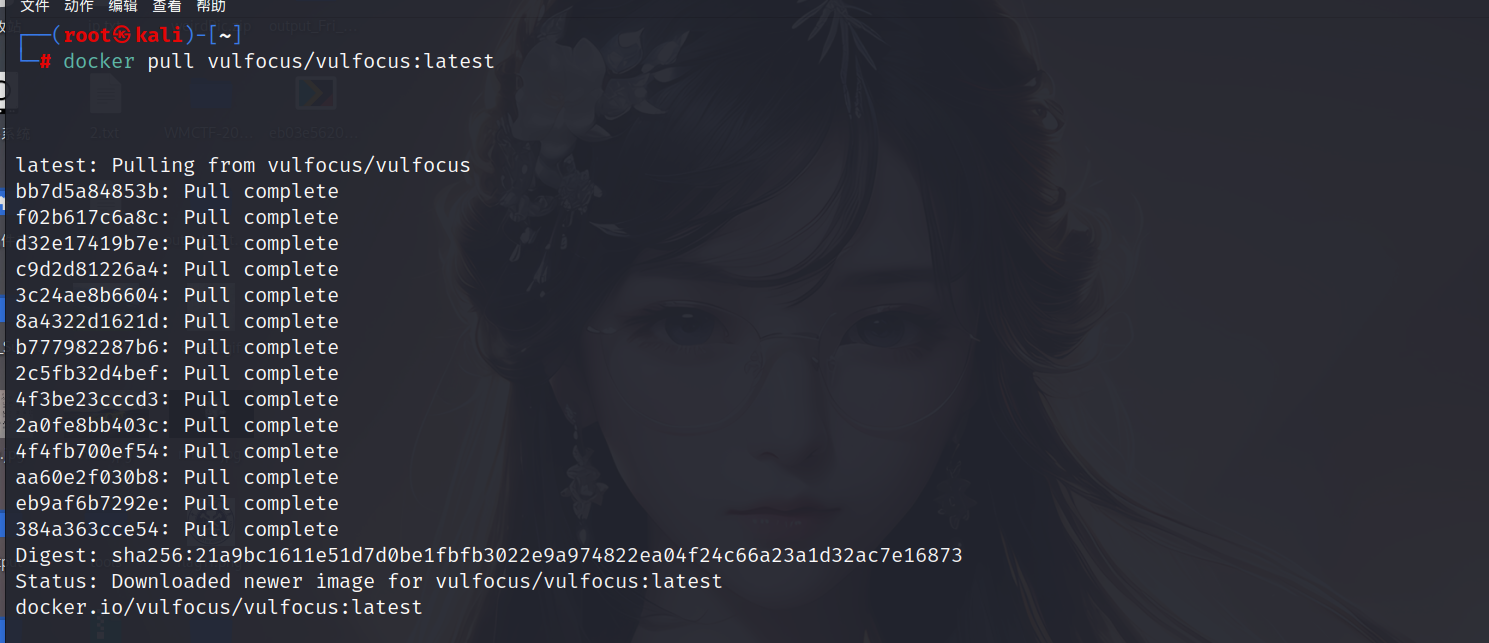 文件 动作 编辑 查看 帮助
┌──(root㉿kali)-[~]
└─# docker pull vulfocus/vulfocus:latest
2.txt
latest: Pulling from vulfocus/vulfocus
bb7d5a84853b: Pull complete
f02b617c6a8c: Pull complete
d32e17419b7e: Pull complete
c9d2d81226a4: Pull complete
3c24ae8b6604: Pull complete
8a4322d1621d: Pull complete
b777982287b6: Pull complete
2c5fb32d4bef: Pull complete
4f3be23cccd3: Pull complete
2a0fe8bb403c: Pull complete
4f4fb700ef54: Pull complete
aa60e2f030b8: Pull complete
eb9af6b7292e: Pull complete
384a363cce54: Pull complete
Digest: sha256:21a9bc1611e51d7d0be1fbfb3022e9a974822ea04f24c66a23a1d32ac7e16873
Status: Downloaded newer image for vulfocus/vulfocus:latest
docker.io/vulfocus/vulfocus:latest